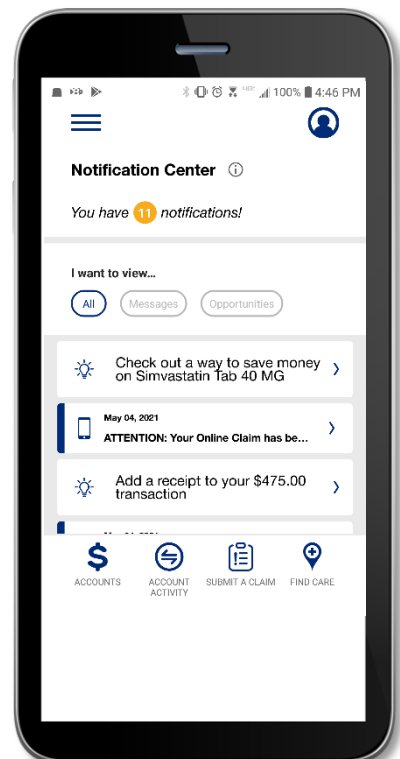 100% 4:46 PM
Notification Center
You have 11 notifications!
I want to view...
All Messages Opportunities
Check out a way to save money
on Simvastatin Tab 40 MG
May 04, 2021
ATTENTION: Your Online Claim has be...
Add a receipt to your $475.00
transaction
ACCOUNTS ACCOUNT ACTIVITY SUBMIT A CLAIM FIND CARE